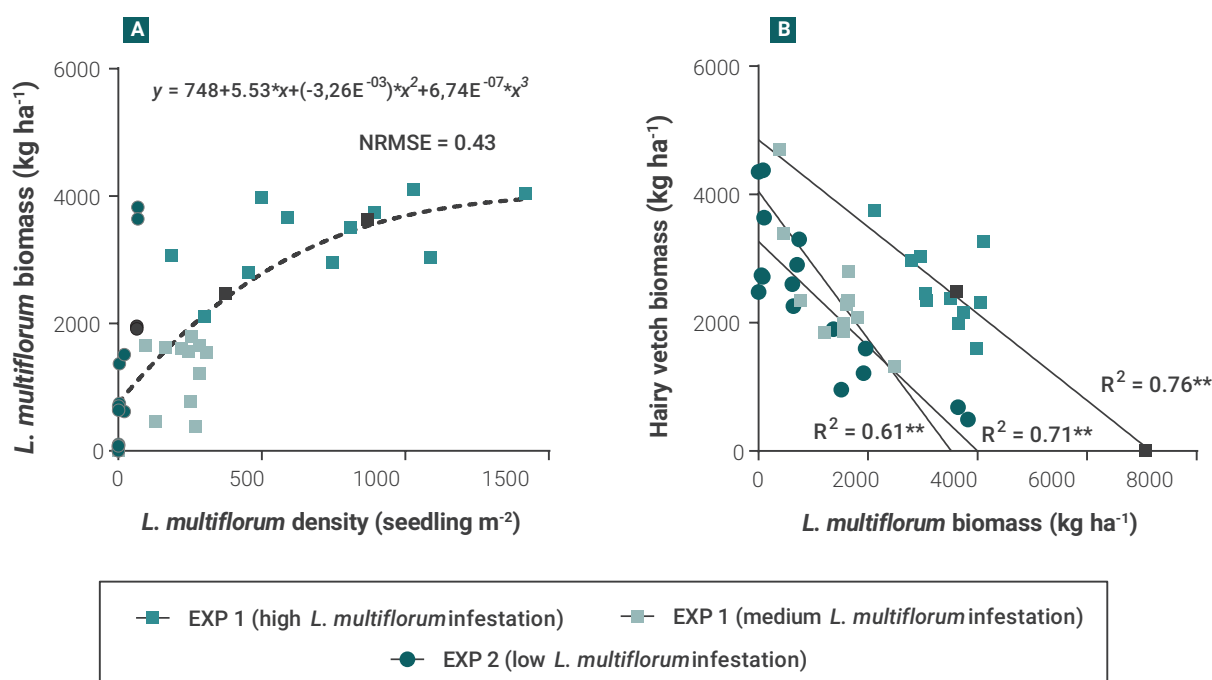 A
6000
4000
2000
0
L. multiflorum biomass (kg ha-1)
y = 748+5.53*x+(-3,26E-03)*x2+6,74E-07*x3
NRMSE = 0.43
0 500 1000 1500
L. multiflorum density (seedling m-2)
B
6000
4000
2000
0
Hairy vetch biomass (kg ha-1)
R2 = 0.76**
R2 = 0.61**
R2 = 0.71**
0 2000 4000 6000 8000
L. multiflorum biomass (kg ha-1)
EXP 1 (high L. multiflorum infestation)
EXP 1 (medium L. multiflorum infestation)
EXP 2 (low L. multiflorum infestation)